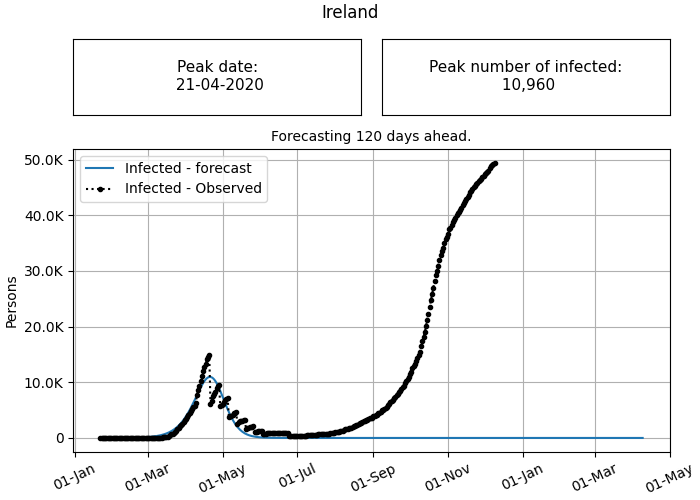 Ireland
Peak date:
21-04-2020
Peak number of infected:
10,960
Forecasting 120 days ahead.
Infected - forecast
Infected - Observed
Persons
50.0K
40.0K
30.0K
20.0K
10.0K
0
01-Jan
01-Mar
01-May
01-Jul
01-Sep
01-Nov
01-Jan
01-Mar
01-May